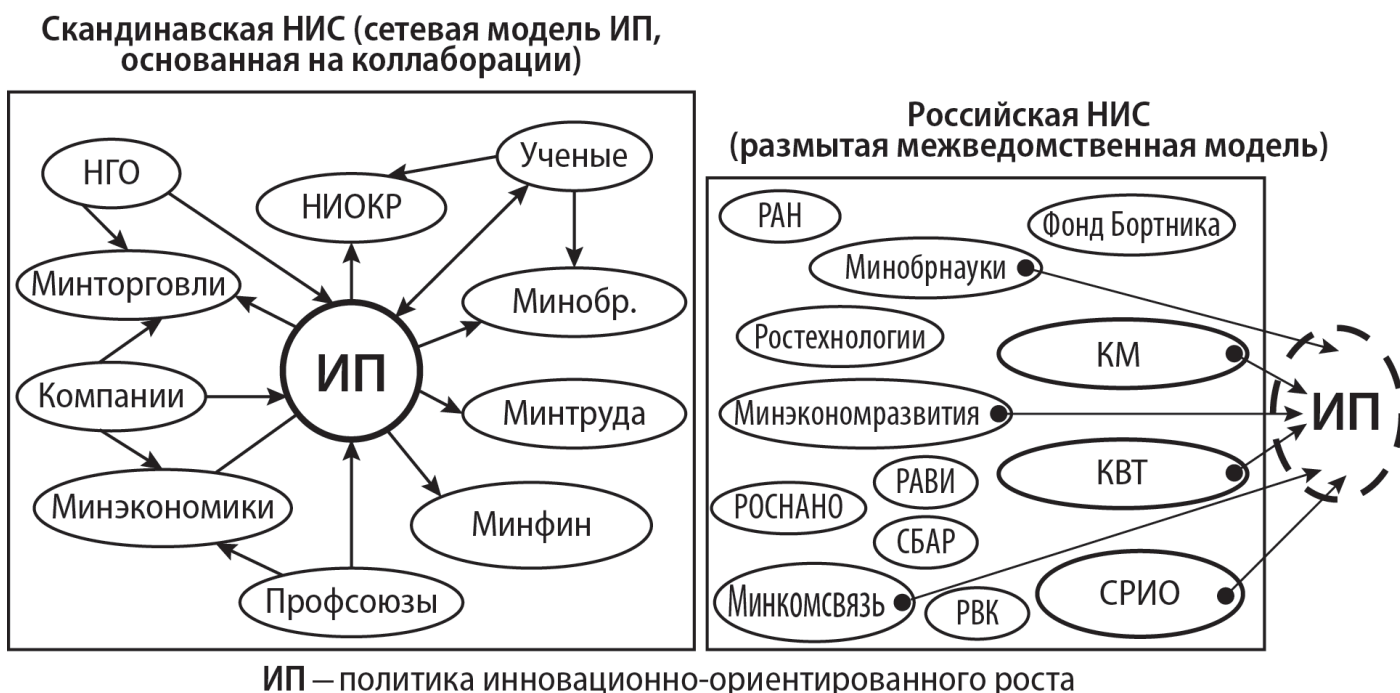 Скандинавская НИС (сетевая модель ИП,
основанная на коллаборации)
НГО
Ученые
НИОКР
Минторговли
Минобр.
ИП
Компании
Минтруда
Минэкономики
Минфин
Профсоюзы
Российская НИС
(размытая межведомственная модель)
РАН
Фонд Бортника
Минобрнауки
Ростехнологии
КМ
Минэкономразвития
ИП
РАВИ
КВТ
РОСНАНО
СБАР
Минкомсвязь
РВК
СРИО
ИП – политика инновационно-ориентированного роста